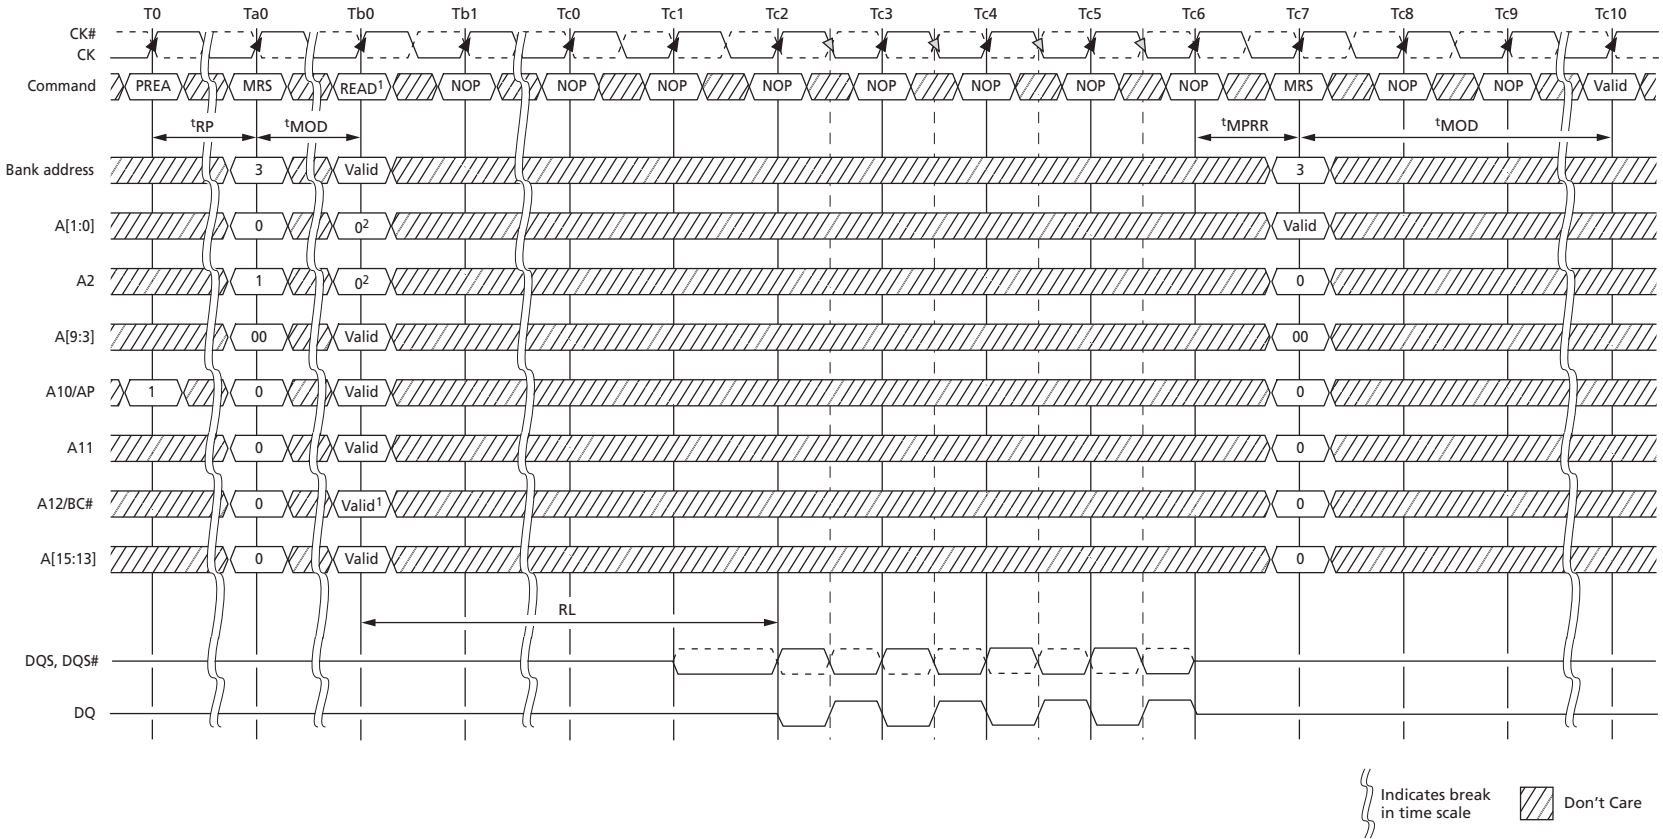 T0 Ta0 Tb0 Tb1 Tc0 Tc1 Tc2 Tc3 Tc4 Tc5 Tc6 Tc7 Tc8 Tc9 Tc10
CK#
CK
Command PREA MRS READ1 NOP NOP NOP NOP NOP NOP NOP NOP MRS NOP NOP Valid
tRP tMOD tMPRR tMOD
Bank address 3 Valid 3
A[1:0] 0 02 Valid
A2 1 02 0
A[9:3] 00 Valid 00
A10/AP 1 0 Valid 0
A11 0 Valid 0
A12/BC# 0 Valid1 0
A[15:13] 0 Valid 0
RL
DQS, DQS#
DQ
Indicates break
in time scale
Don't Care